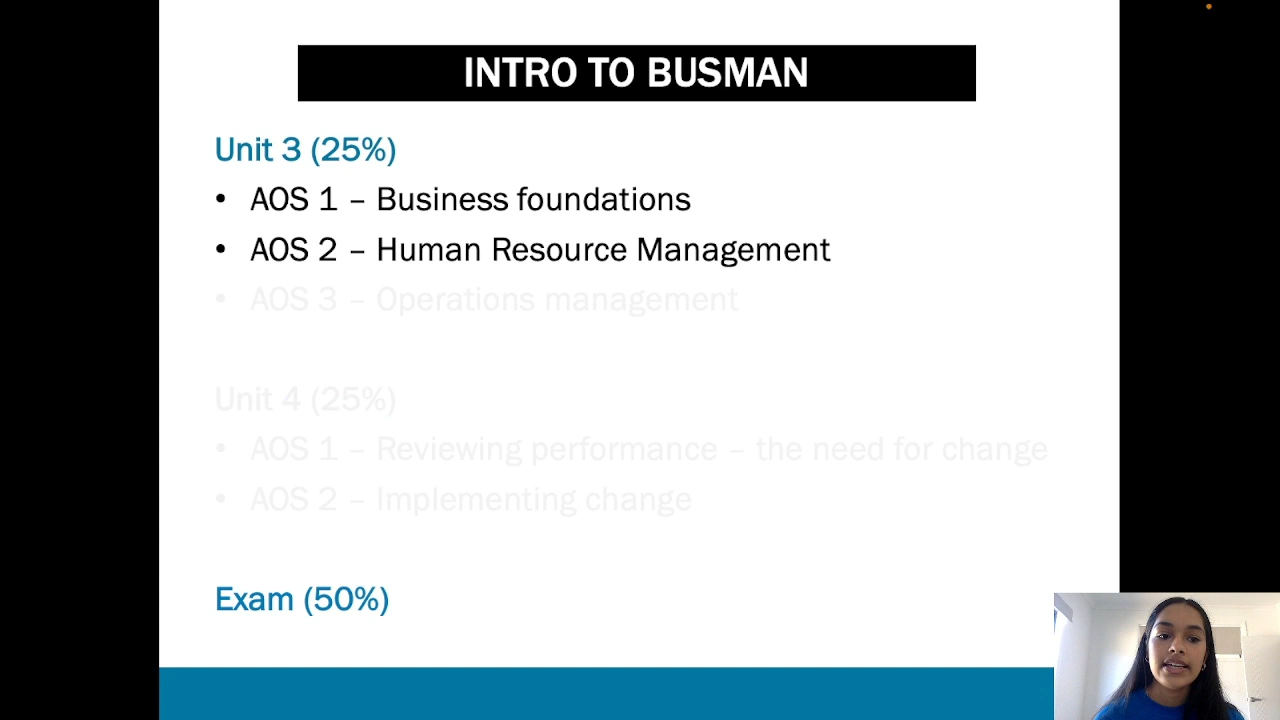 INTRO TO BUSMAN
Unit 3 (25%)
• AOS 1 – Business foundations
• AOS 2 – Human Resource Management
• AOS 3 – Operations management
Unit 4 (25%)
• AOS 1 – Reviewing performance – the need for change
• AOS 2 – Implementing change
Exam (50%)